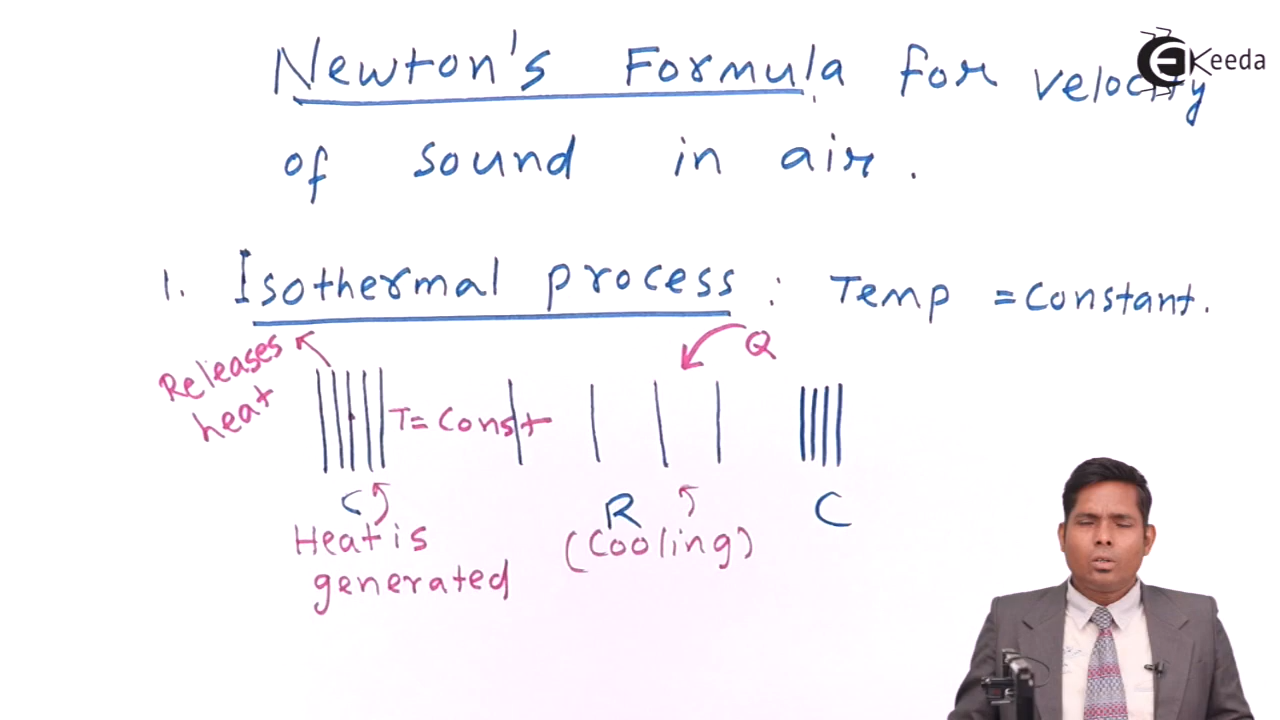 Newton's Formula for velocity
Keeda
of sound in air.
1. Isothermal process : Temp = Constant.
Releases
heat
Q
T = Const
C
R
C
Heat is
generated
(Cooling)